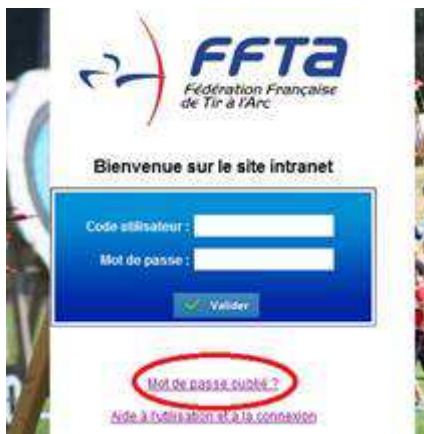 FFTa
Fédération Française
de Tir à l'Arc
Bienvenue sur le site intranet
Code utilisateur :
Mot de passe :
Valider
Mot de passe oublié ?
Aide à l'utilisation et à la connexion